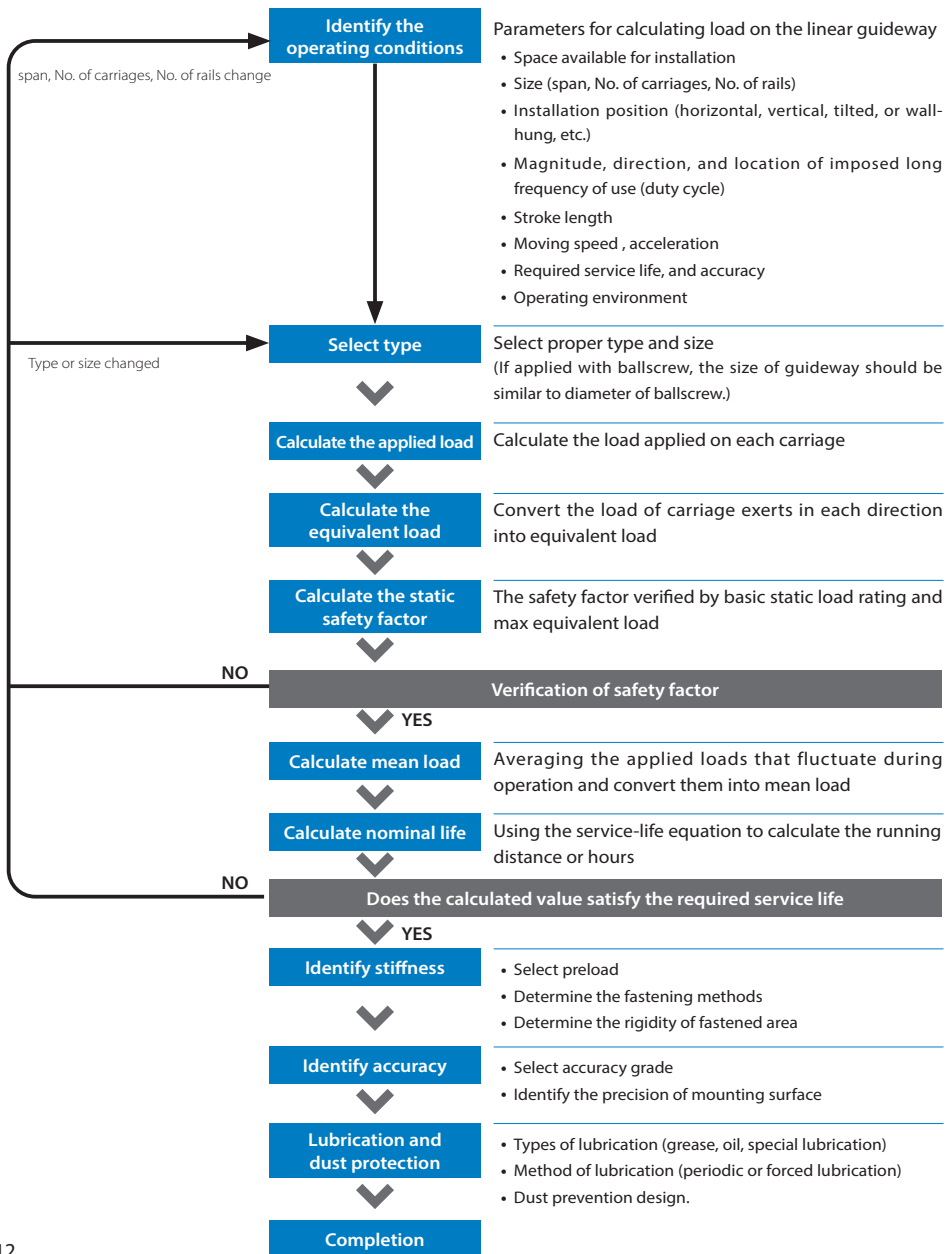 Identify the
operating conditions
Parameters for calculating load on the linear guideway
• Space available for installation
• Size (span, No. of carriages, No. of rails)
• Installation position (horizontal, vertical, tilted, or wall-
hung, etc.)
• Magnitude, direction, and location of imposed long
frequency of use (duty cycle)
• Stroke length
• Moving speed , acceleration
• Required service life, and accuracy
• Operating environment
span, No. of carriages, No. of rails change
Select type
Select proper type and size
(If applied with ballscrew, the size of guideway should be
similar to diameter of ballscrew.)
Type or size changed
Calculate the applied load
Calculate the load applied on each carriage
Calculate the
equivalent load
Convert the load of carriage exerts in each direction
into equivalent load
Calculate the static
safety factor
The safety factor verified by basic static load rating and
max equivalent load
NO
Verification of safety factor
YES
Calculate mean load
Averaging the applied loads that fluctuate during
operation and convert them into mean load
Calculate nominal life
Using the service-life equation to calculate the running
distance or hours
NO
Does the calculated value satisfy the required service life
YES
Identify stiffness
• Select preload
• Determine the fastening methods
• Determine the rigidity of fastened area
Identify accuracy
• Select accuracy grade
• Identify the precision of mounting surface
Lubrication and
dust protection
• Types of lubrication (grease, oil, special lubrication)
• Method of lubrication (periodic or forced lubrication)
• Dust prevention design.
Completion